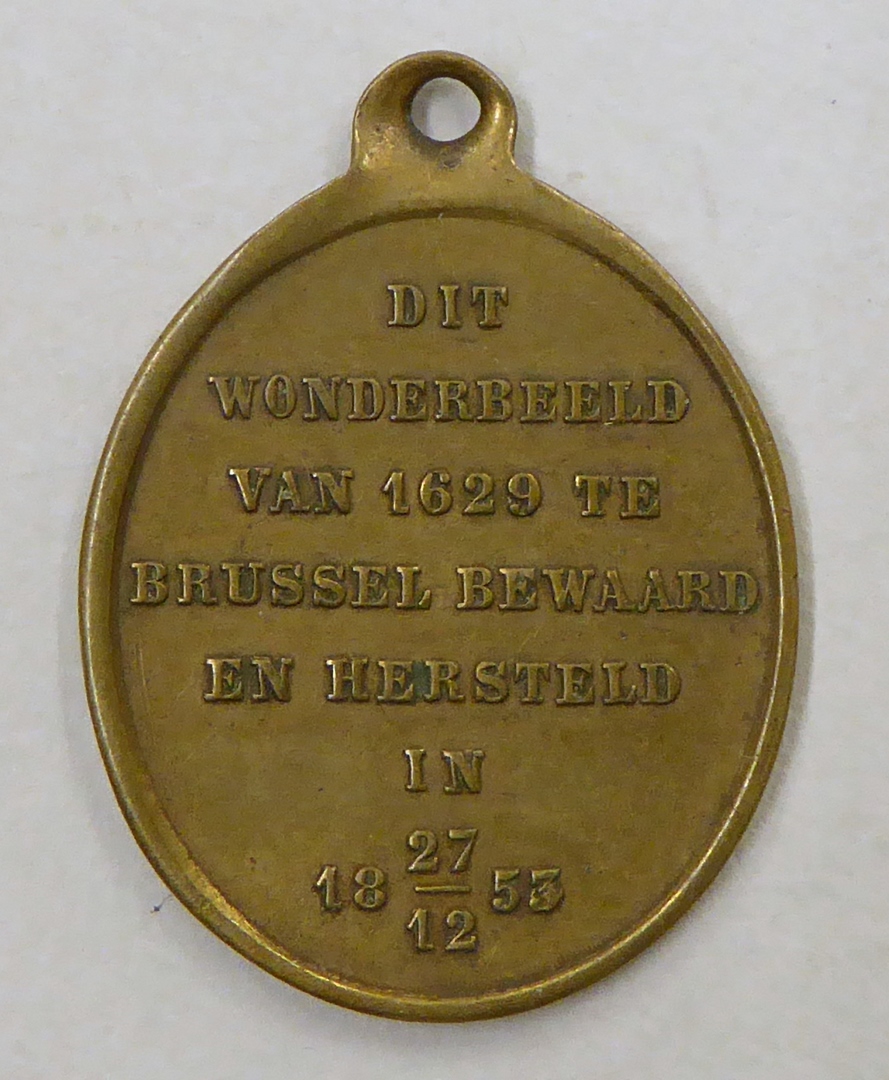 DIT
WONDERBEELD
VAN 1629 TE
BRUSSEL BEWAARD
EN HERSTELD
IN
18 27/12 53